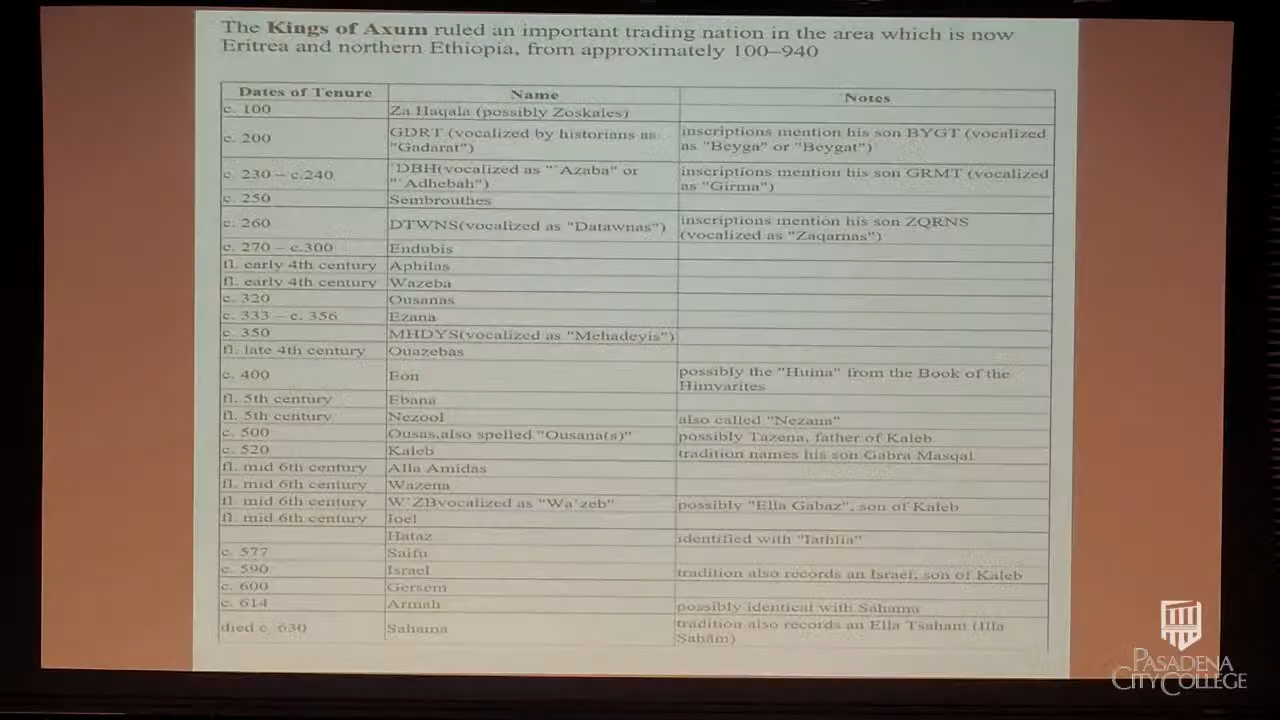 The Kings of Axum ruled an important trading nation in the area which is now
Eritrea and northern Ethiopia, from approximately 100–940
Dates of Tenure Name Notes
c. 100 Za Haqala (possibly Zoskales)
c. 200 GDRT (vocalized by historians as "Gadarat") inscriptions mention his son BYGT (vocalized as "Beyga" or "Beygat")
c. 230 – c.240 `DBH(vocalized as "`Azaba" or "`Adhebah") inscriptions mention his son GRMT (vocalized as "Girma")
c. 250 Sembrouthes
c. 260 DTWNS(vocalized as "Datawnas") inscriptions mention his son ZQRNS (vocalized as "Zaqarnas")
c. 270 – c.300 Endubis
fl. early 4th century Aphilas
fl. early 4th century Wazeba
c. 320 Ousanas
c. 333 – c. 356 Ezana
c. 350 MHDYS(vocalized as "Mehadeyis")
fl. late 4th century Ouazebas
c. 400 Eon possibly the "Huina" from the Book of the Himyarites
fl. 5th century Ebana
fl. 5th century Nezool also called "Nezana"
c. 500 Ousas,also spelled "Ousana(s)" possibly Tazena, father of Kaleb
c. 520 Kaleb tradition names his son Gabra Masqal
fl. mid 6th century Alla Amidas
fl. mid 6th century Wazena
fl. mid 6th century W`ZBvocalized as "Wa`zeb" possibly "Ella Gabaz", son of Kaleb
fl. mid 6th century Ioel
Hataz identified with "Iathlia"
c. 577 Saifu
c. 590 Israel tradition also records an Israel, son of Kaleb
c. 600 Gersem
c. 614 Armah possibly identical with Sahama
died c. 630 Sahama tradition also records an Ella Tsaham (Illa Sahām)
PASADENA
CITY COLLEGE